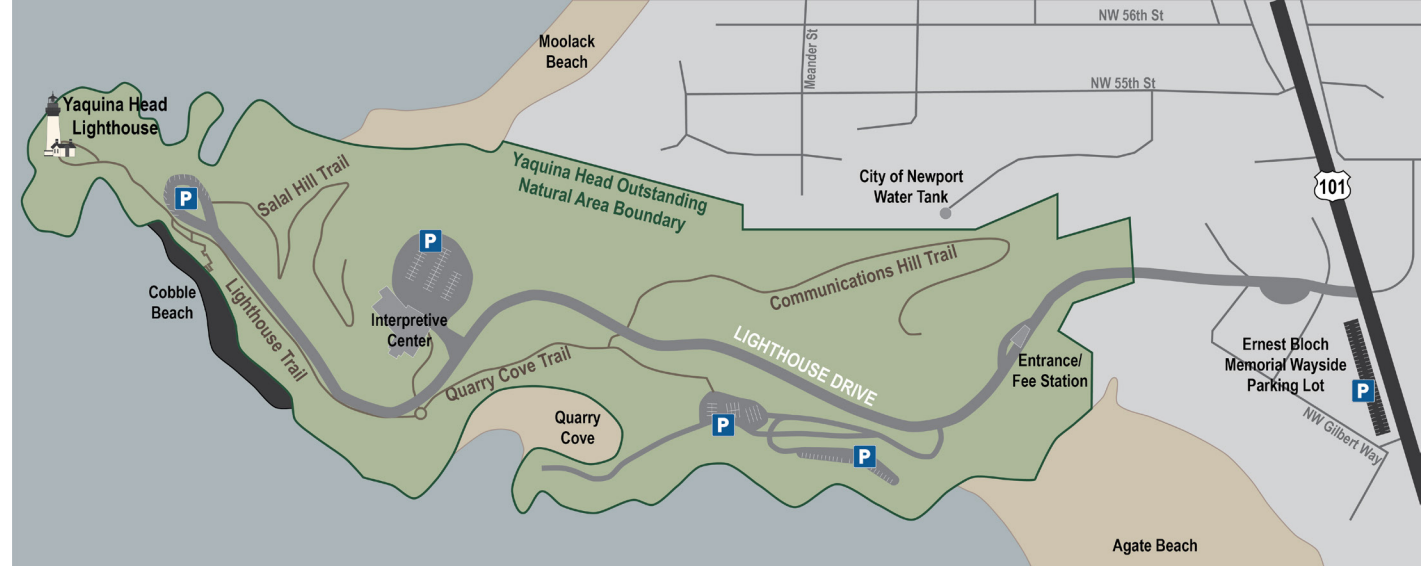 NW 56th St
Moolack
Beach
Meander St
NW 55th St
Yaquina Head
Lighthouse
Yaquina Head Outstanding
Natural Area Boundary
City of Newport
Water Tank
101
P
Salal Hill Trail
P
Communications Hill Trail
Cobble
Beach
Lighthouse Trail
Interpretive
Center
LIGHTHOUSE DRIVE
Quarry Cove Trail
Entrance/
Fee Station
Ernest Bloch
Memorial Wayside
Parking Lot
P
Quarry
Cove
P
P
NW Gilbert Way
Agate Beach